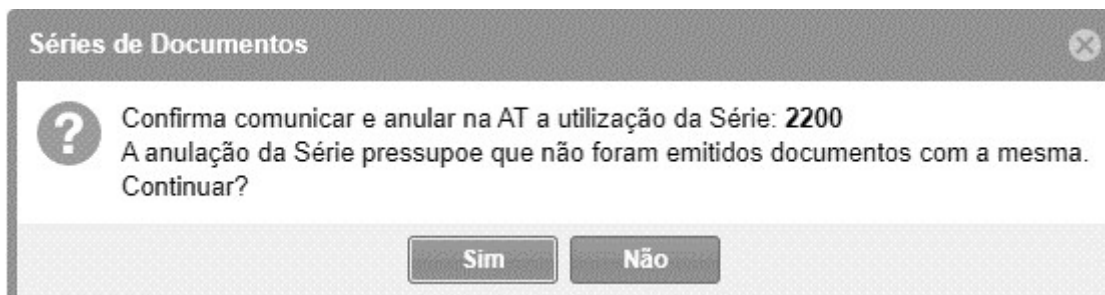 Séries de Documentos
Confirma comunicar e anular na AT a utilização da Série: 2200
A anulação da Série pressupoe que não foram emitidos documentos com a mesma.
Continuar?
Sim Não